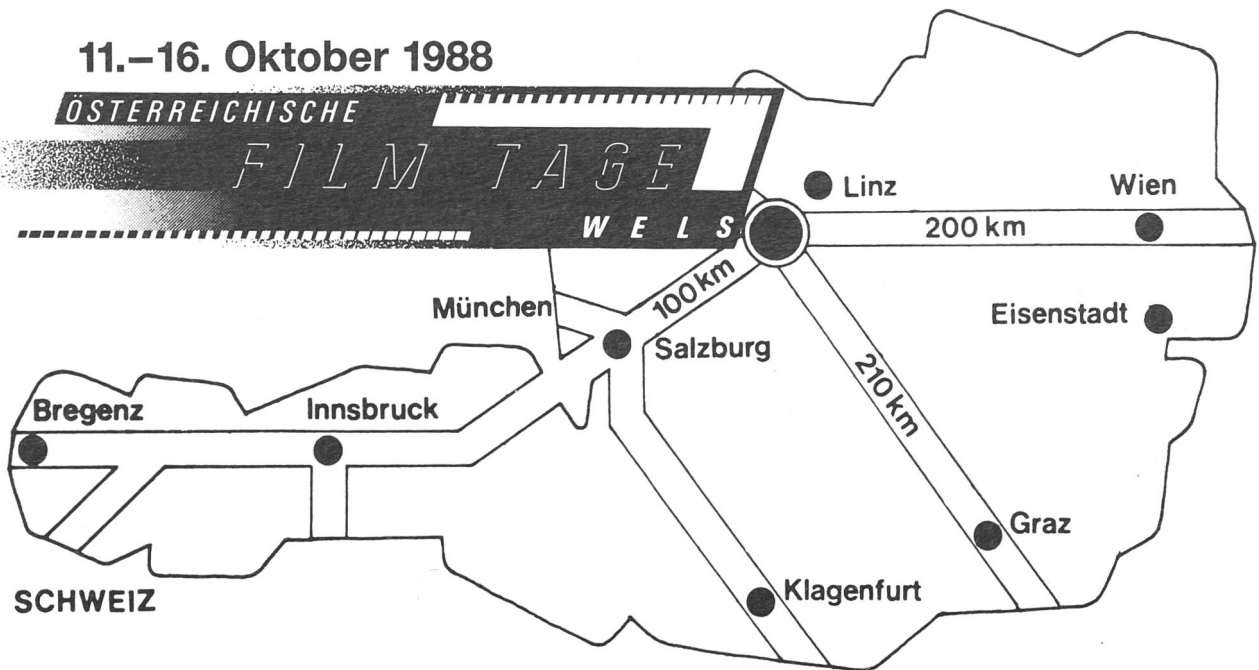 11.–16. Oktober 1988
ÖSTERREICHISCHE
FILM TAGE
WELS
Linz
Wien
200 km
München
100 km
Eisenstadt
Salzburg
210 km
Bregenz
Innsbruck
Graz
Klagenfurt
SCHWEIZ